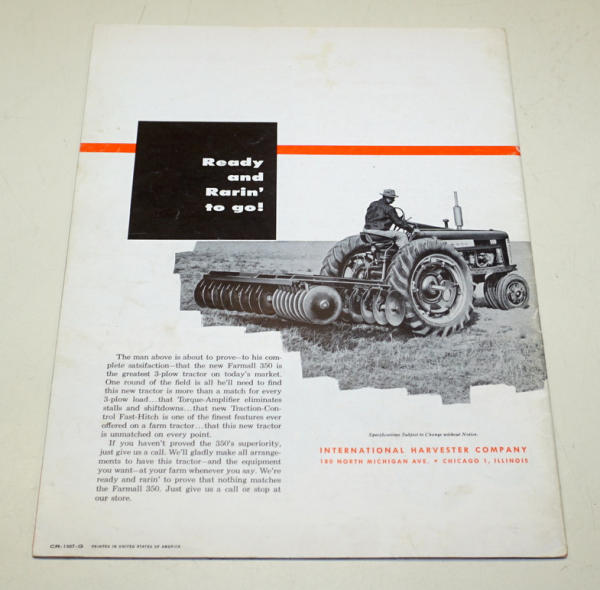 Ready
and
Rarin'
to go!
The man above is about to prove—to his com-
plete satisfaction—that the new Farmall 350 is
the greatest 3-plow tractor on today's market.
One round of the field is all he'll need to find
this new tractor is more than a match for every
3-plow load...that Torque-Amplifier eliminates
stalls and shiftdowns...that new Traction-Con-
trol Fast-Hitch is one of the finest features ever
offered on a farm tractor...that this new tractor
is unmatched on every point.
If you haven't proved the 350's superiority,
just give us a call. We'll gladly make all arrange-
ments to have this tractor—and the equipment
you want—at your farm whenever you say. We're
ready and rarin' to prove that nothing matches
the Farmall 350. Just give us a call or stop at
our store.
Specifications Subject to Change without Notice.
INTERNATIONAL HARVESTER COMPANY
180 NORTH MICHIGAN AVE. • CHICAGO 1, ILLINOIS
PRINTED IN UNITED STATES OF AMERICA